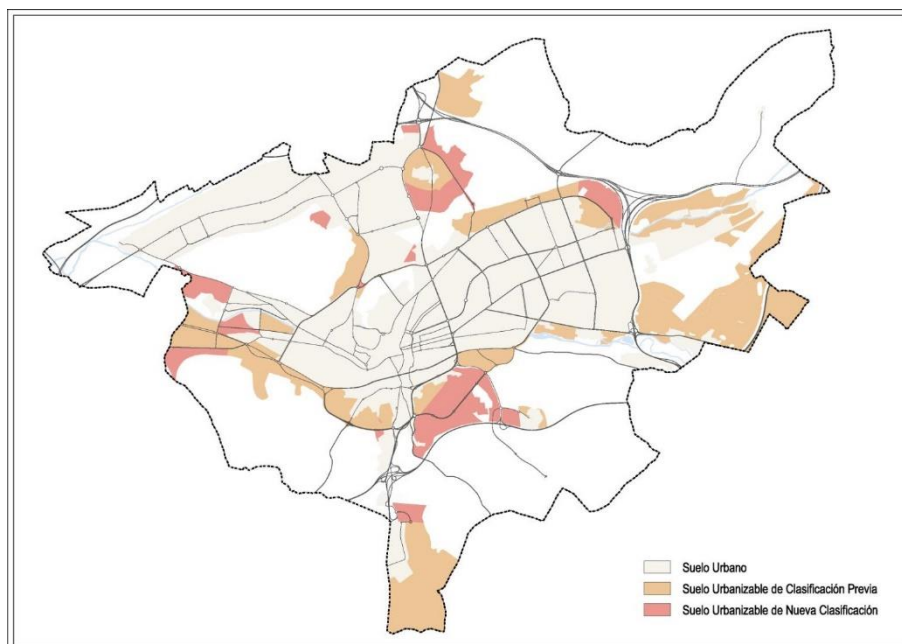 Suelo Urbano
Suelo Urbanizable de Clasificación Previa
Suelo Urbanizable de Nueva Clasificación